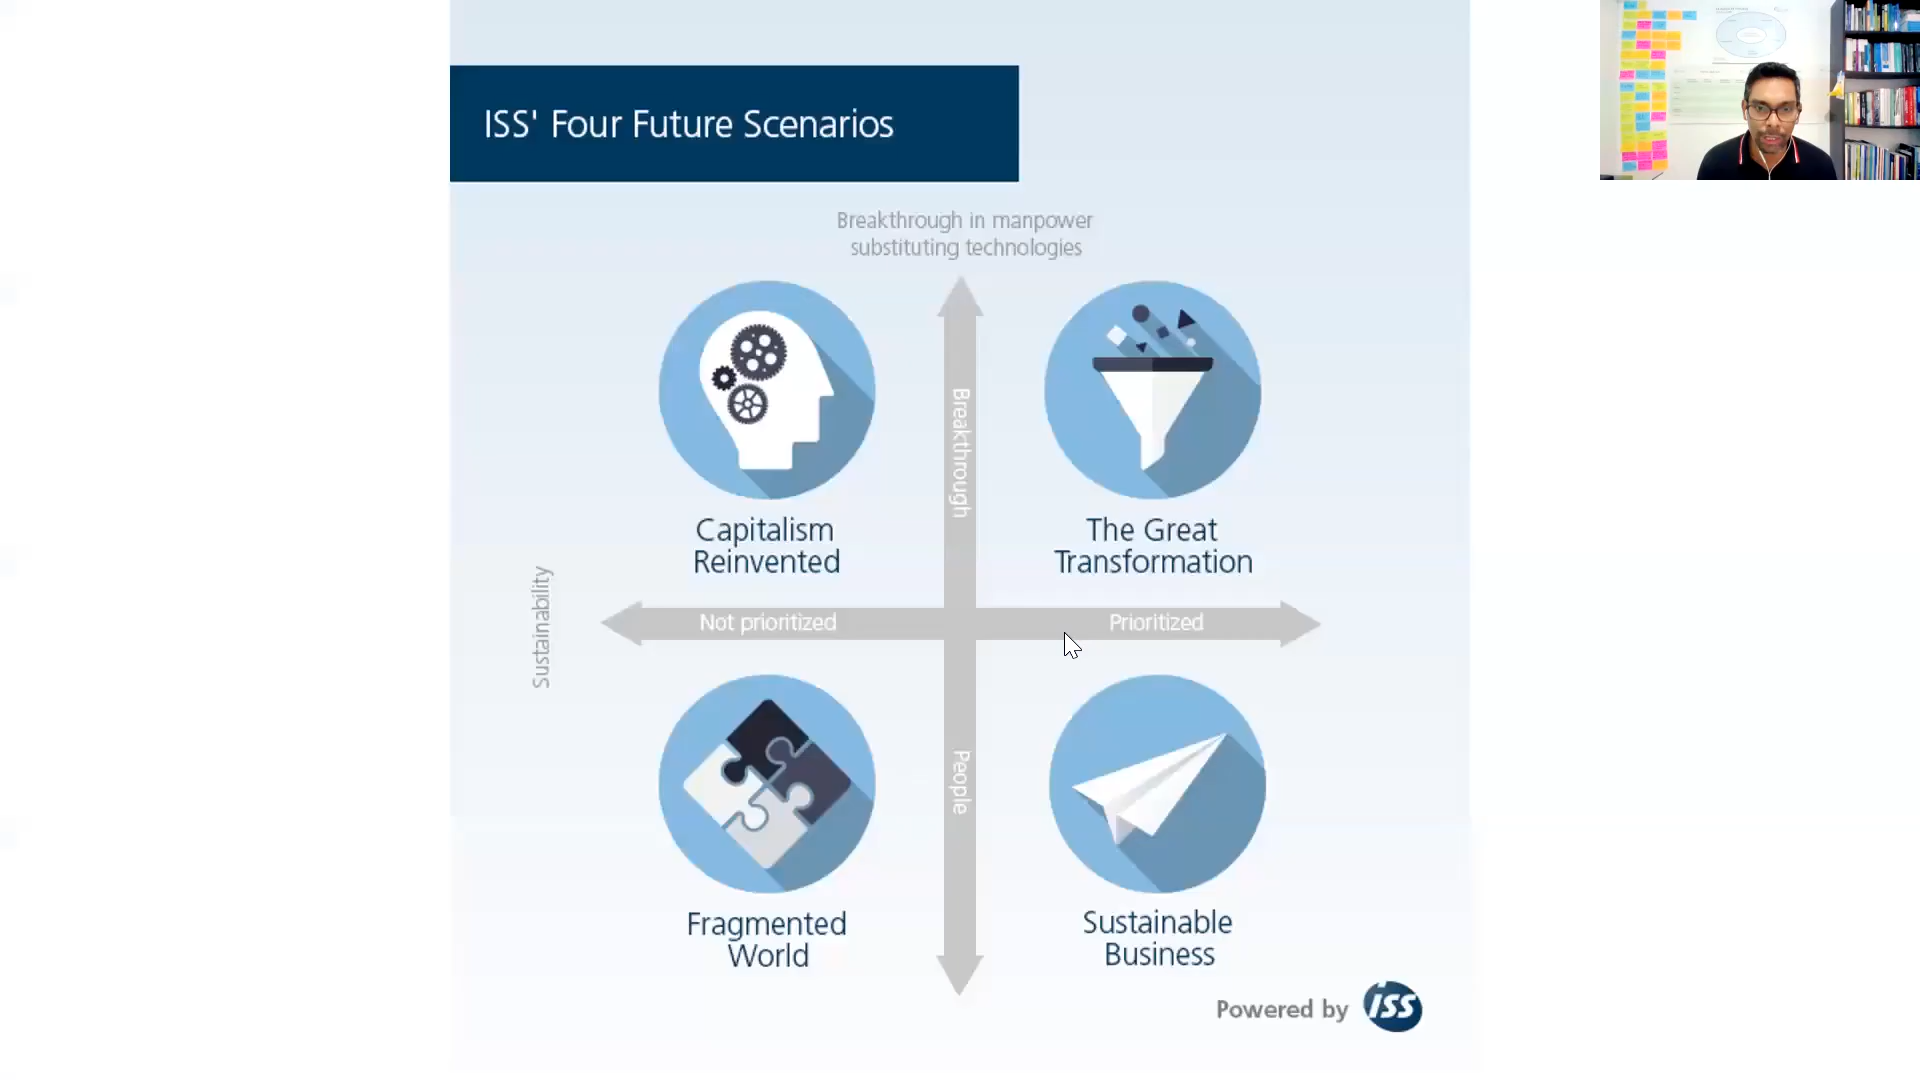 ISS' Four Future Scenarios
Breakthrough in manpower
substituting technologies
Breakthrough
Capitalism
Reinvented
The Great
Transformation
Sustainability
Not prioritized
Prioritized
People
Fragmented
World
Sustainable
Business
Powered by ISS